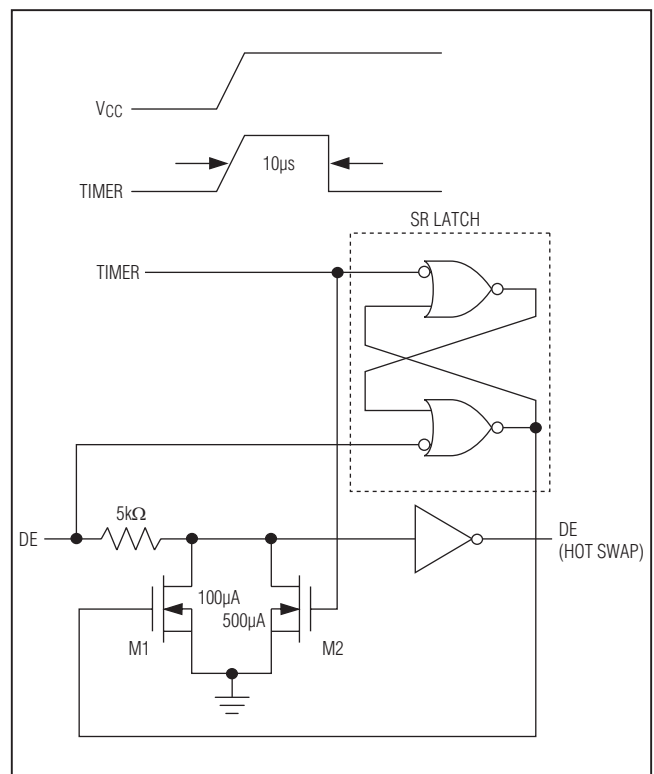 VCC
10µs
TIMER
SR LATCH
TIMER
5kΩ
DE
DE
(HOT SWAP)
100µA
500µA
M1
M2